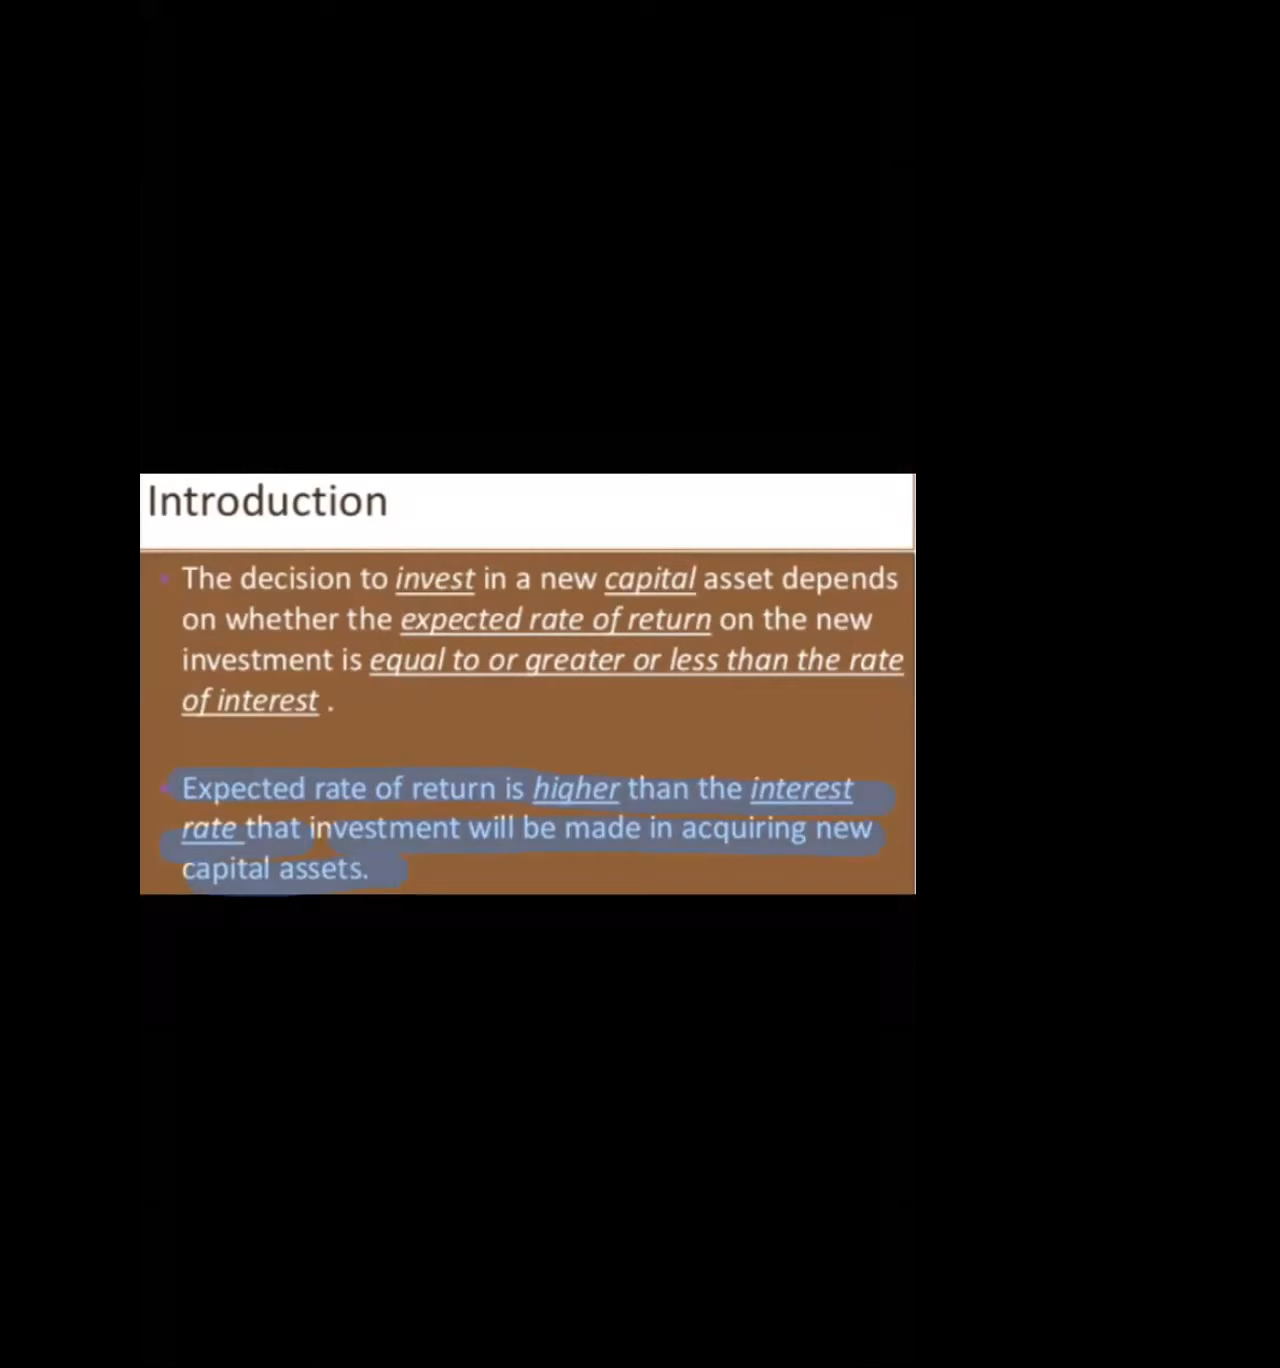 Introduction
The decision to invest in a new capital asset depends
on whether the expected rate of return on the new
investment is equal to or greater or less than the rate
of interest .
Expected rate of return is higher than the interest
rate that investment will be made in acquiring new
capital assets.